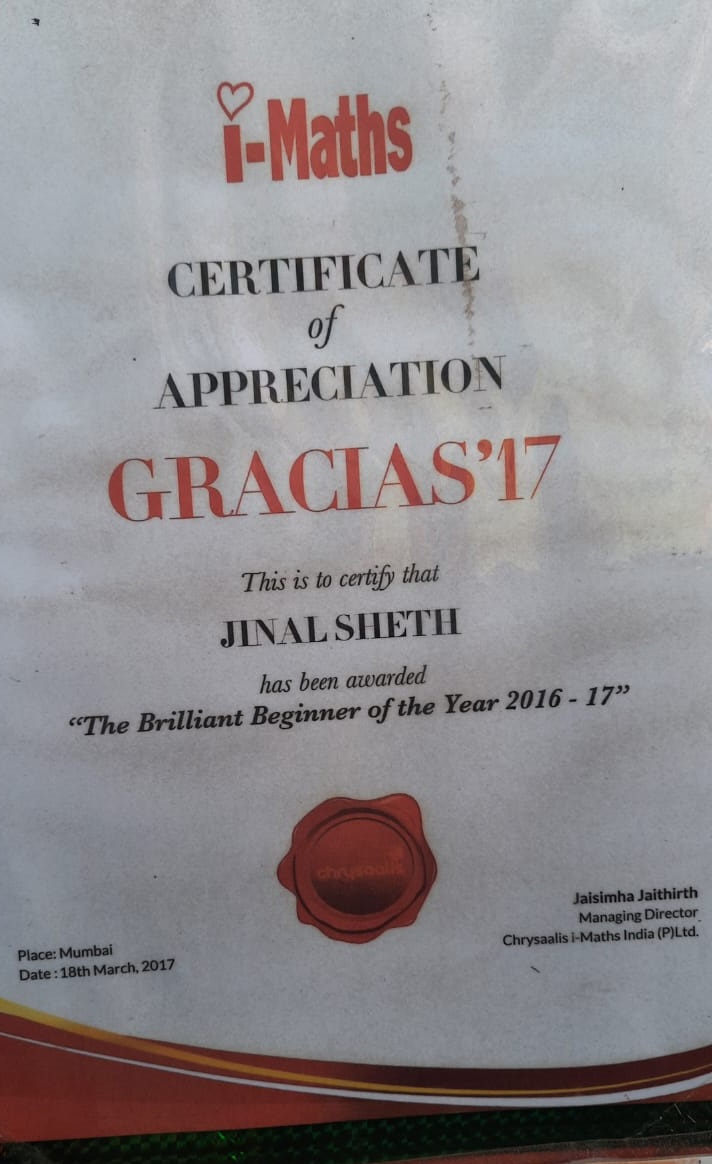 i-Maths
CERTIFICATE
of
APPRECIATION
GRACIAS'17
This is to certify that
JINAL SHETH
has been awarded
“The Brilliant Beginner of the Year 2016 - 17”
chrysaalis
Jaisimha Jaithirth
Managing Director
Chrysaalis i-Maths India (P)Ltd.
Place: Mumbai
Date : 18th March, 2017